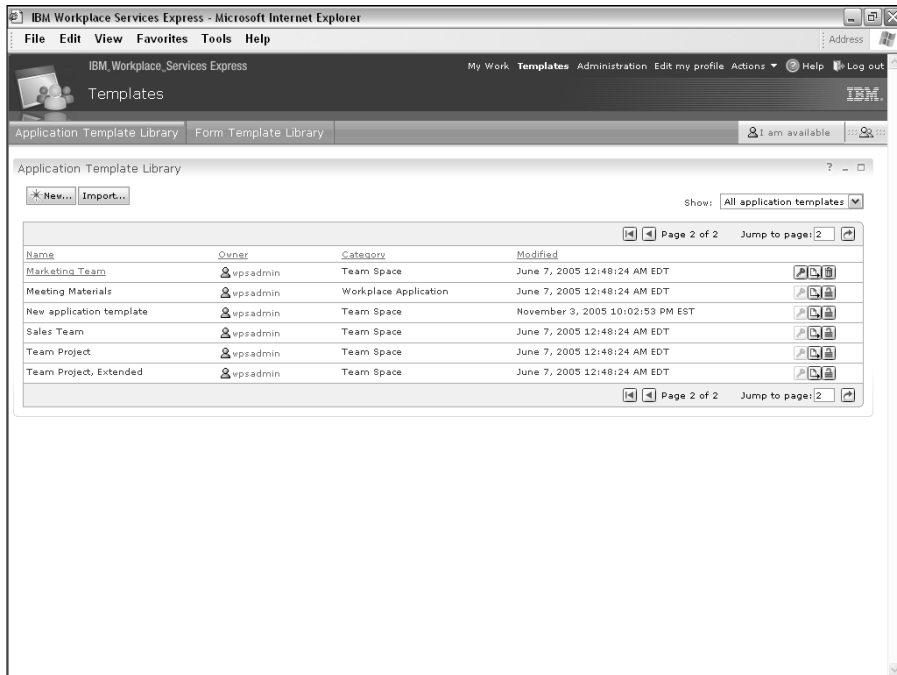 IBM Workplace Services Express - Microsoft Internet Explorer
File Edit View Favorites Tools Help Address
IBM_Workplace_Services Express My Work Templates Administration Edit my profile Actions Help Log out
Templates IBM
Application Template Library Form Template Library I am available
Application Template Library ?
New... Import... Show: All application templates
Page 2 of 2 Jump to page: 2
Name Owner Category Modified
Marketing Team wpsadmin Team Space June 7, 2005 12:48:24 AM EDT
Meeting Materials wpsadmin Workplace Application June 7, 2005 12:48:24 AM EDT
New application template wpsadmin Team Space November 3, 2005 10:02:53 PM EST
Sales Team wpsadmin Team Space June 7, 2005 12:48:24 AM EDT
Team Project wpsadmin Team Space June 7, 2005 12:48:24 AM EDT
Team Project, Extended wpsadmin Team Space June 7, 2005 12:48:24 AM EDT
Page 2 of 2 Jump to page: 2